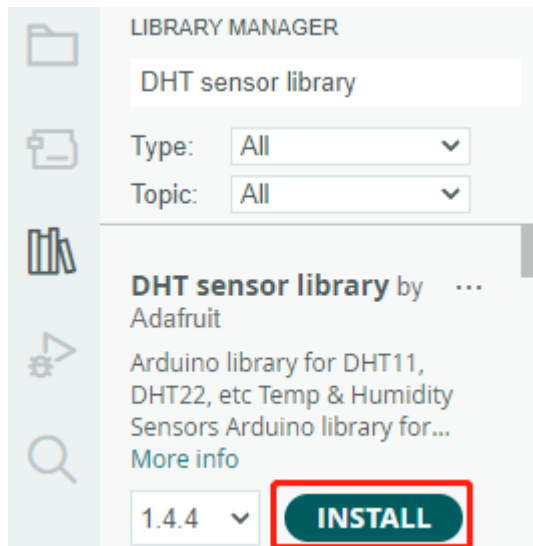 LIBRARY MANAGER
DHT sensor library
Type: All
Topic: All
DHT sensor library by ...
Adafruit
Arduino library for DHT11,
DHT22, etc Temp & Humidity
Sensors Arduino library for...
More info
1.4.4 INSTALL